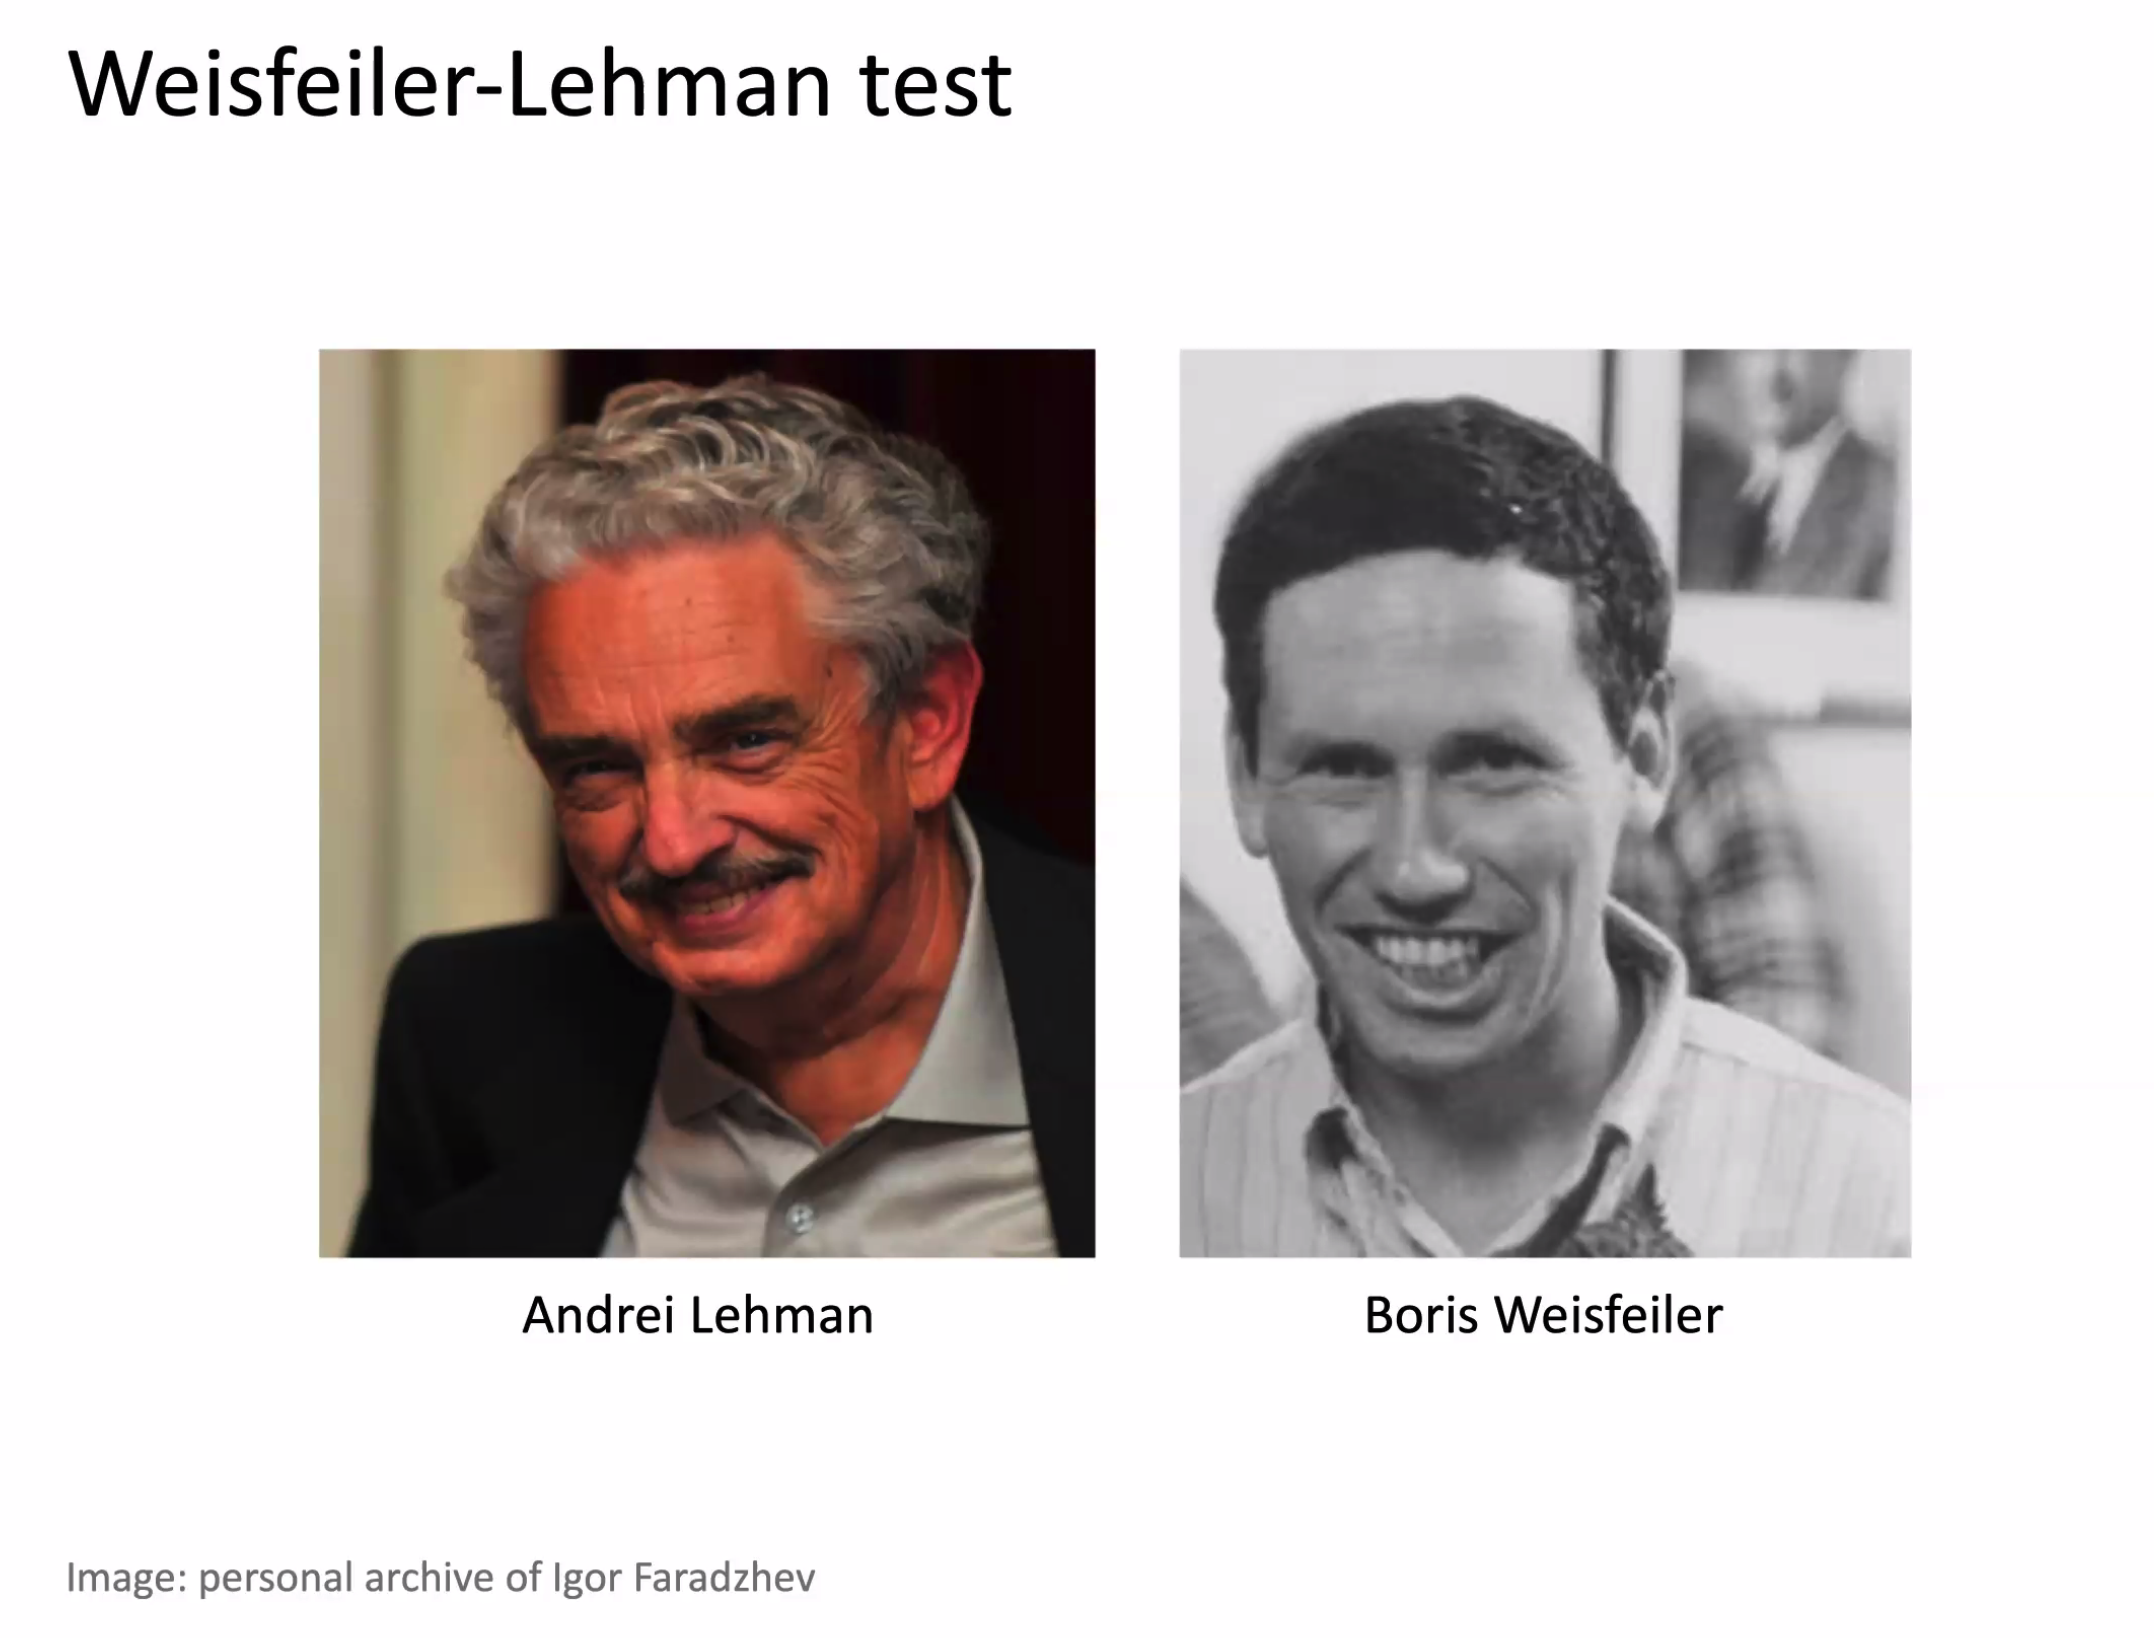 Weisfeiler-Lehman test
Andrei Lehman
Boris Weisfeiler
Image: personal archive of Igor Faradzhev